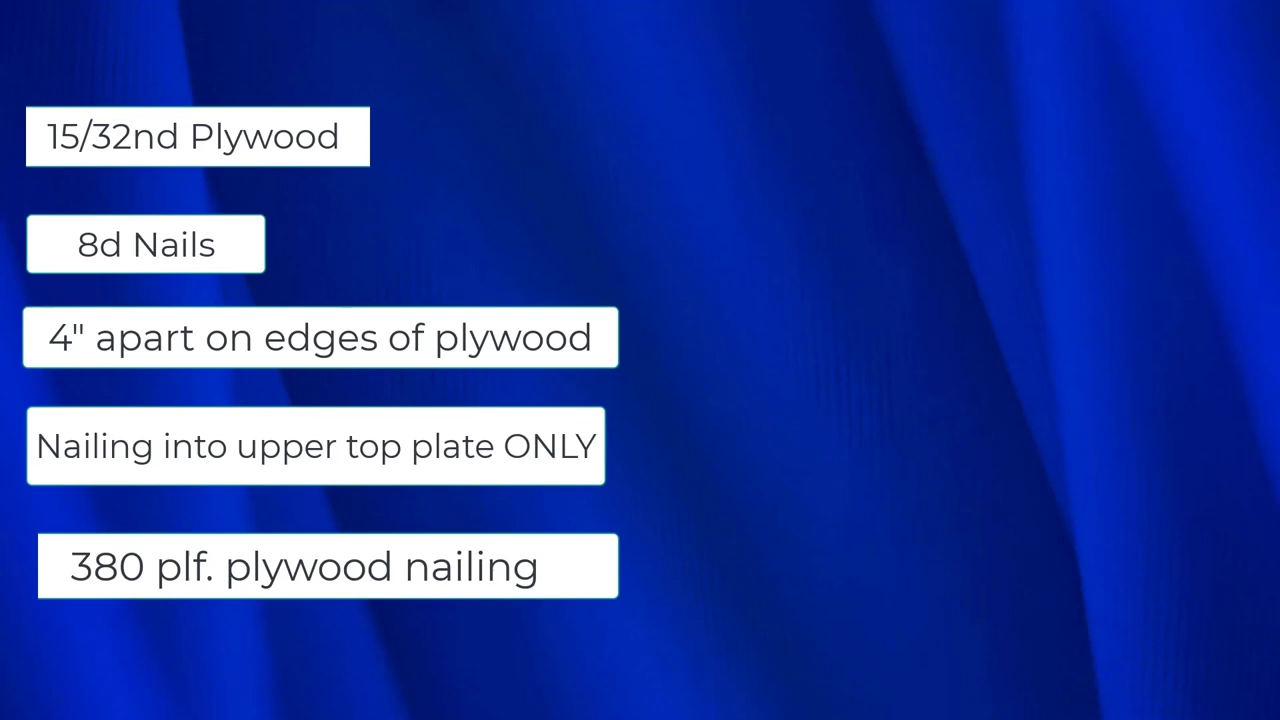 15/32nd Plywood
8d Nails
4" apart on edges of plywood
Nailing into upper top plate ONLY
380 plf. plywood nailing